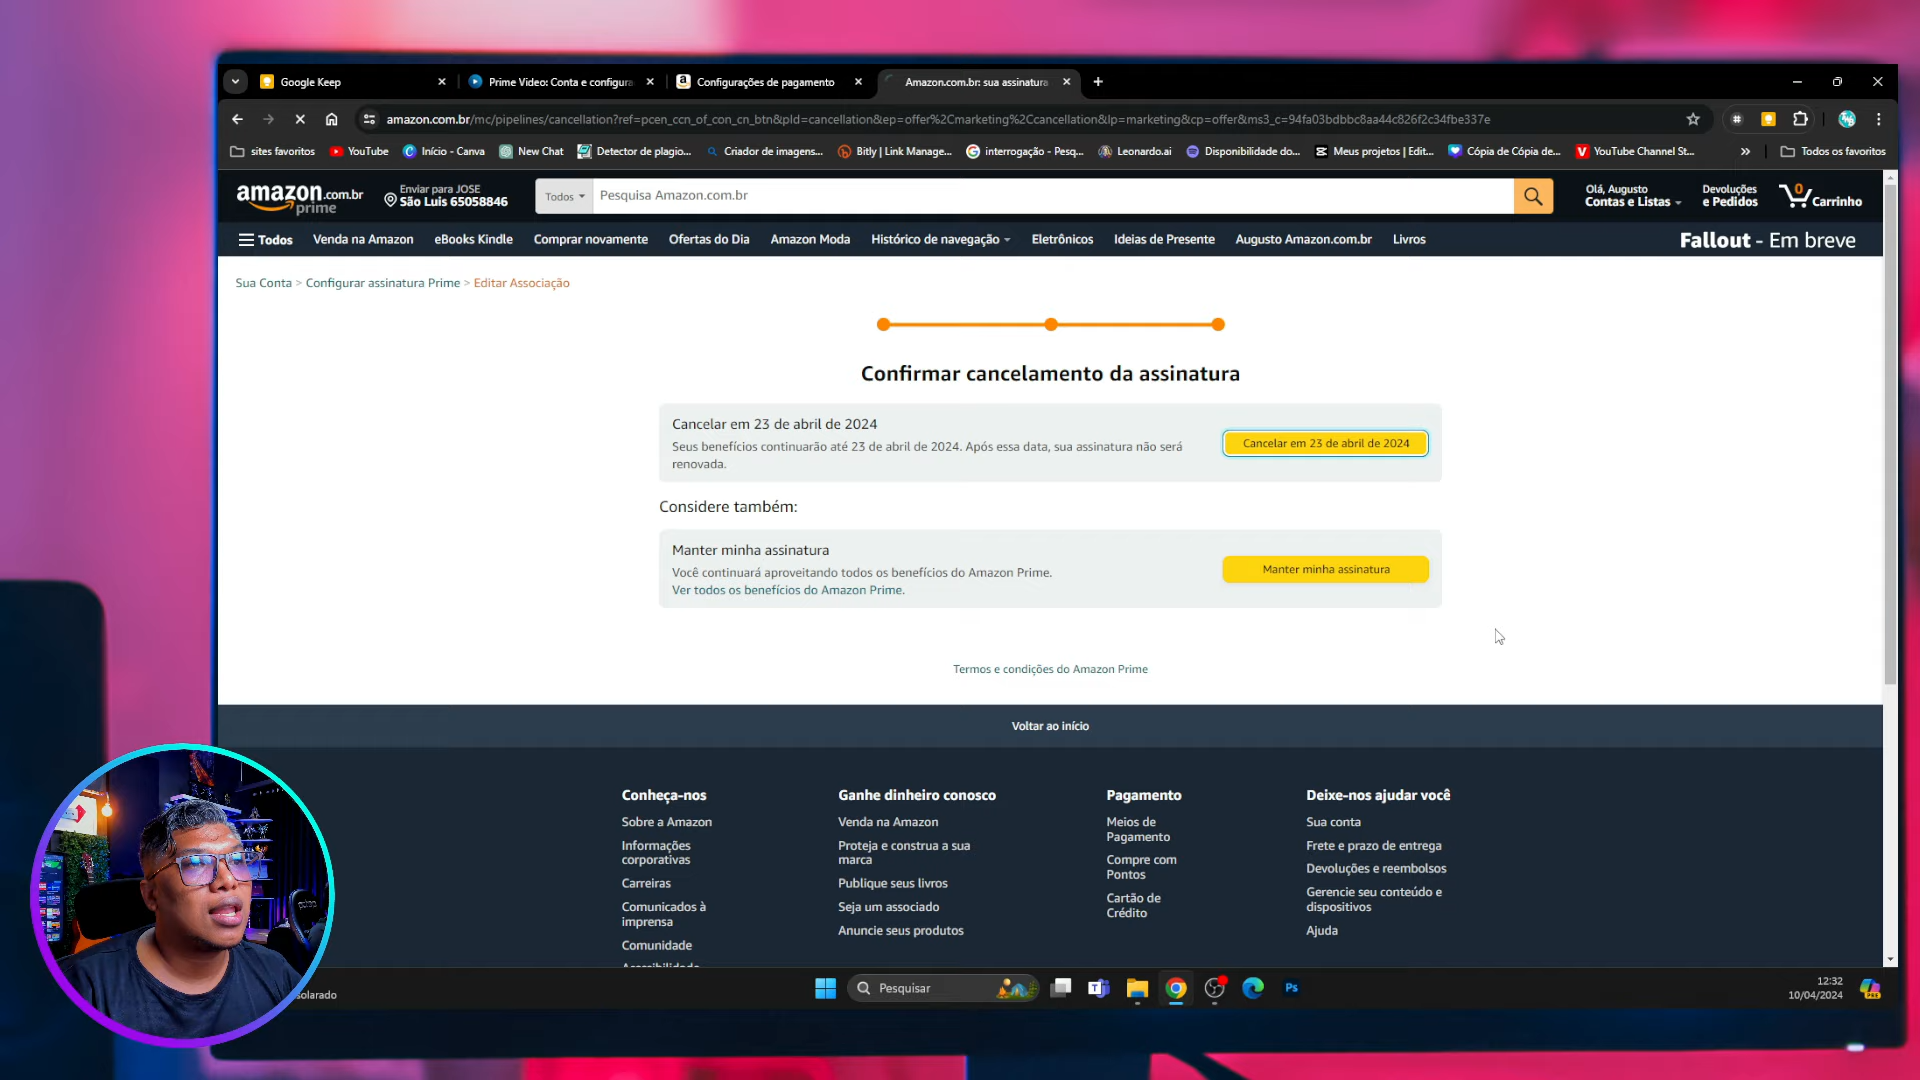 Google Keep
Prime Video: Conta e configura
Configurações de pagamento
Amazon.com.br: sua assinatura
amazon.com.br/mc/pipelines/cancellation?ref=pcen_ccn_of_con_cn_btn&pld=cancellation&ep=offer%2Cmarketing%2Ccancellation&lp=marketing&cp=offer&ms3_c=94fa03bdbbc8aa44c826f2c34fbe337e
sites favoritos
YouTube
Início - Canva
New Chat
Detector de plagio...
Criador de imagens...
Bitly | Link Manage...
interrogação - Pesq...
Leonardo.ai
Disponibilidade do...
Meus projetos | Edit...
Cópia de Cópia de...
YouTube Channel St...
»
Todos os favoritos
amazon.com.br
prime
Enviar para JOSE
São Luis 65058846
Todos
Pesquisa Amazon.com.br
Olá, Augusto
Contas e Listas
Devoluções
e Pedidos
0
Carrinho
Todos
Venda na Amazon
eBooks Kindle
Comprar novamente
Ofertas do Dia
Amazon Moda
Histórico de navegação
Eletrônicos
Ideias de Presente
Augusto Amazon.com.br
Livros
Fallout - Em breve
Sua Conta > Configurar assinatura Prime > Editar Associação
Confirmar cancelamento da assinatura
Cancelar em 23 de abril de 2024
Seus benefícios continuarão até 23 de abril de 2024. Após essa data, sua assinatura não será
renovada.
Cancelar em 23 de abril de 2024
Considere também:
Manter minha assinatura
Você continuará aproveitando todos os benefícios do Amazon Prime.
Ver todos os benefícios do Amazon Prime.
Manter minha assinatura
Termos e condições do Amazon Prime
Voltar ao início
Conheça-nos
Sobre a Amazon
Informações
corporativas
Carreiras
Comunicados à
imprensa
Comunidade
Acessibilidade
Ganhe dinheiro conosco
Venda na Amazon
Proteja e construa a sua
marca
Publique seus livros
Seja um associado
Anuncie seus produtos
Pagamento
Meios de
Pagamento
Compre com
Pontos
Cartão de
Crédito
Deixe-nos ajudar você
Sua conta
Frete e prazo de entrega
Devoluções e reembolsos
Gerencie seu conteúdo e
dispositivos
Ajuda
solarado
Pesquisar
Ps
12:32
10/04/2024